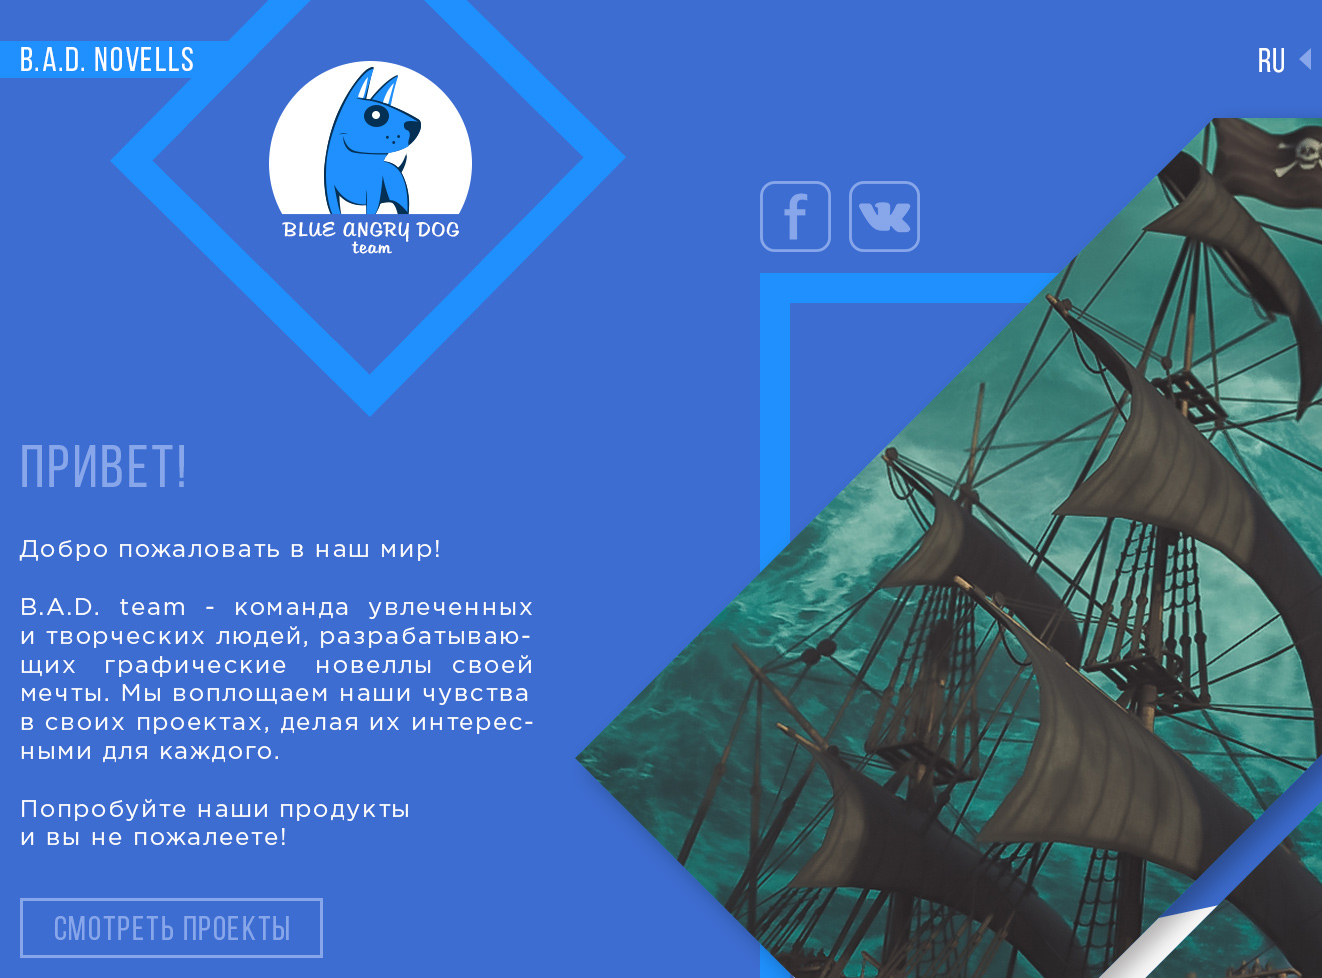 B.A.D. NOVELLS
RU
BLUE ANGRY DOG
team
ПРИВЕТ!
Добро пожаловать в наш мир!
B.A.D. team - команда увлеченных
и творческих людей, разрабатываю-
щих графические новеллы своей
мечты. Мы воплощаем наши чувства
в своих проектах, делая их интерес-
ными для каждого.
Попробуйте наши продукты
и вы не пожалеете!
СМОТРЕТЬ ПРОЕКТЫ